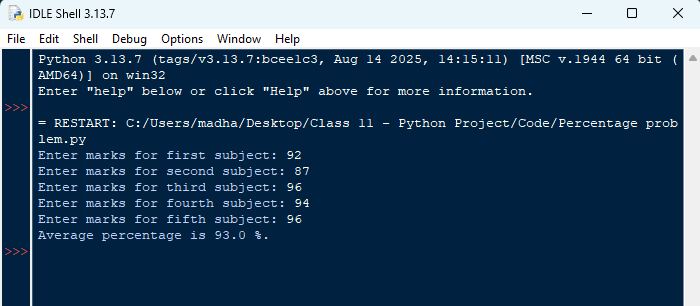 IDLE Shell 3.13.7
File Edit Shell Debug Options Window Help
Python 3.13.7 (tags/v3.13.7:bcee1c3, Aug 14 2025, 14:15:11) [MSC v.1944 64 bit (
AMD64)] on win32
Enter "help" below or click "Help" above for more information.
>>>
= RESTART: C:/Users/madha/Desktop/Class 11 - Python Project/Code/Percentage prob
lem.py
Enter marks for first subject: 92
Enter marks for second subject: 87
Enter marks for third subject: 96
Enter marks for fourth subject: 94
Enter marks for fifth subject: 96
Average percentage is 93.0 %.
>>>